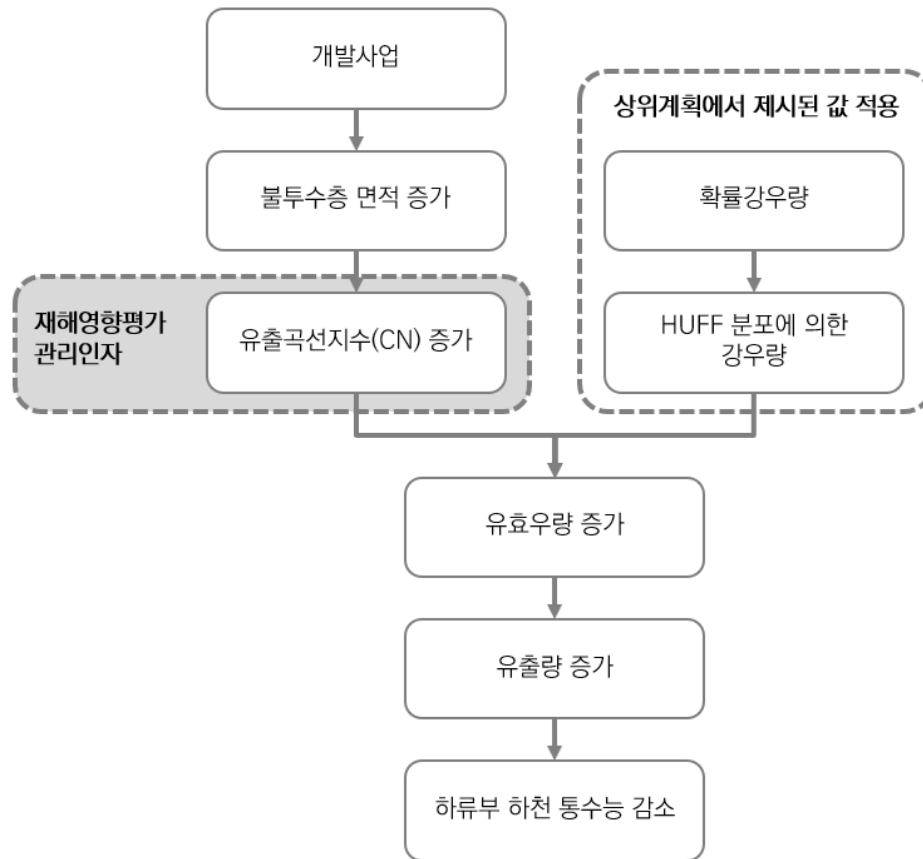 개발사업
상위계획에서 제시된 값 적용
불투수층 면적 증가
확률강우량
재해영향평가
관리인자
유출곡선지수(CN) 증가
HUFF 분포에 의한
강우량
유효우량 증가
유출량 증가
하류부 하천 통수능 감소